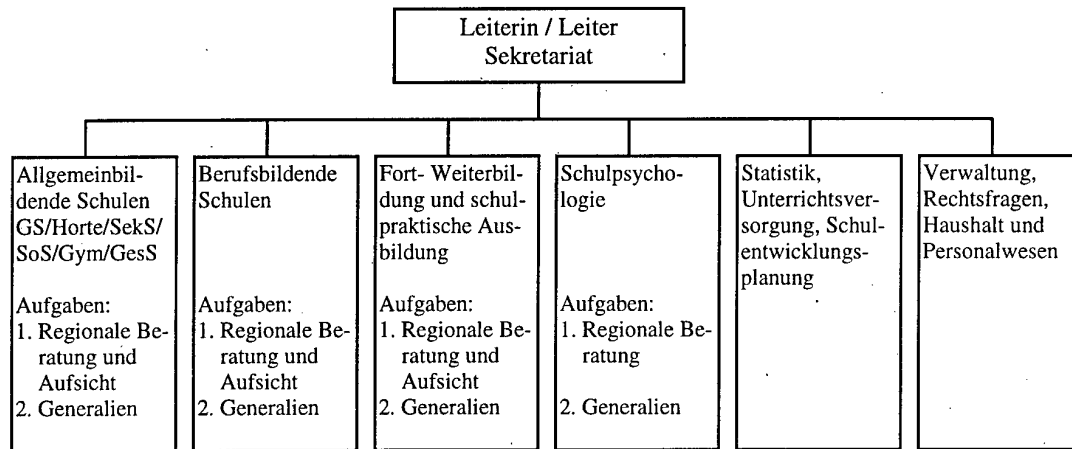 Leiterin / Leiter
Sekretariat
Allgemeinbil-
dende Schulen
GS/Horte/SekS/
SoS/Gym/GesS
Aufgaben:
1. Regionale Be-
ratung und
Aufsicht
2. Generalien
Berufsbildende
Schulen
Aufgaben:
1. Regionale Be-
ratung und
Aufsicht
2. Generalien
Fort- Weiterbil-
dung und schul-
praktische Aus-
bildung
Aufgaben:
1. Regionale Be-
ratung und
Aufsicht
2. Generalien
Schulpsycho-
logie
Aufgaben:
1. Regionale Be-
ratung
2. Generalien
Statistik,
Unterrichtsver-
sorgung, Schul-
entwicklungs-
planung
Verwaltung,
Rechtsfragen,
Haushalt und
Personalwesen